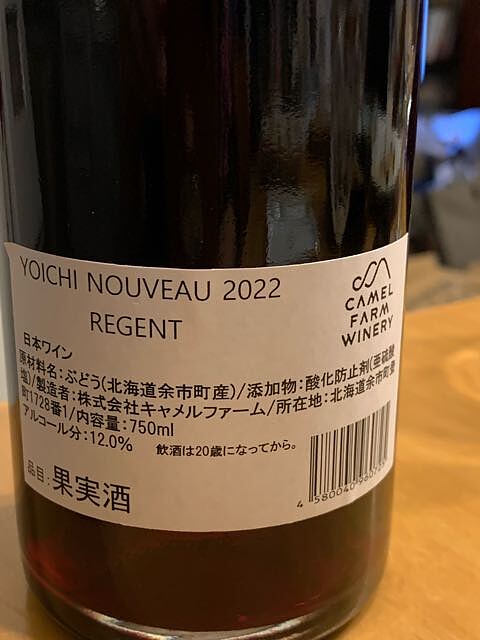 YOICHI NOUVEAU 2022
REGENT
CAMEL
FARM
WINERY
日本ワイン
原材料名:ぶどう(北海道余市町産)/添加物:酸化防止剤(亜硫酸
塩)/製造者:株式会社キャメルファーム/所在地:北海道余市町登
町1728番1/内容量:750ml
アルコール分:12.0% 飲酒は20歳になってから。
品目:果実酒